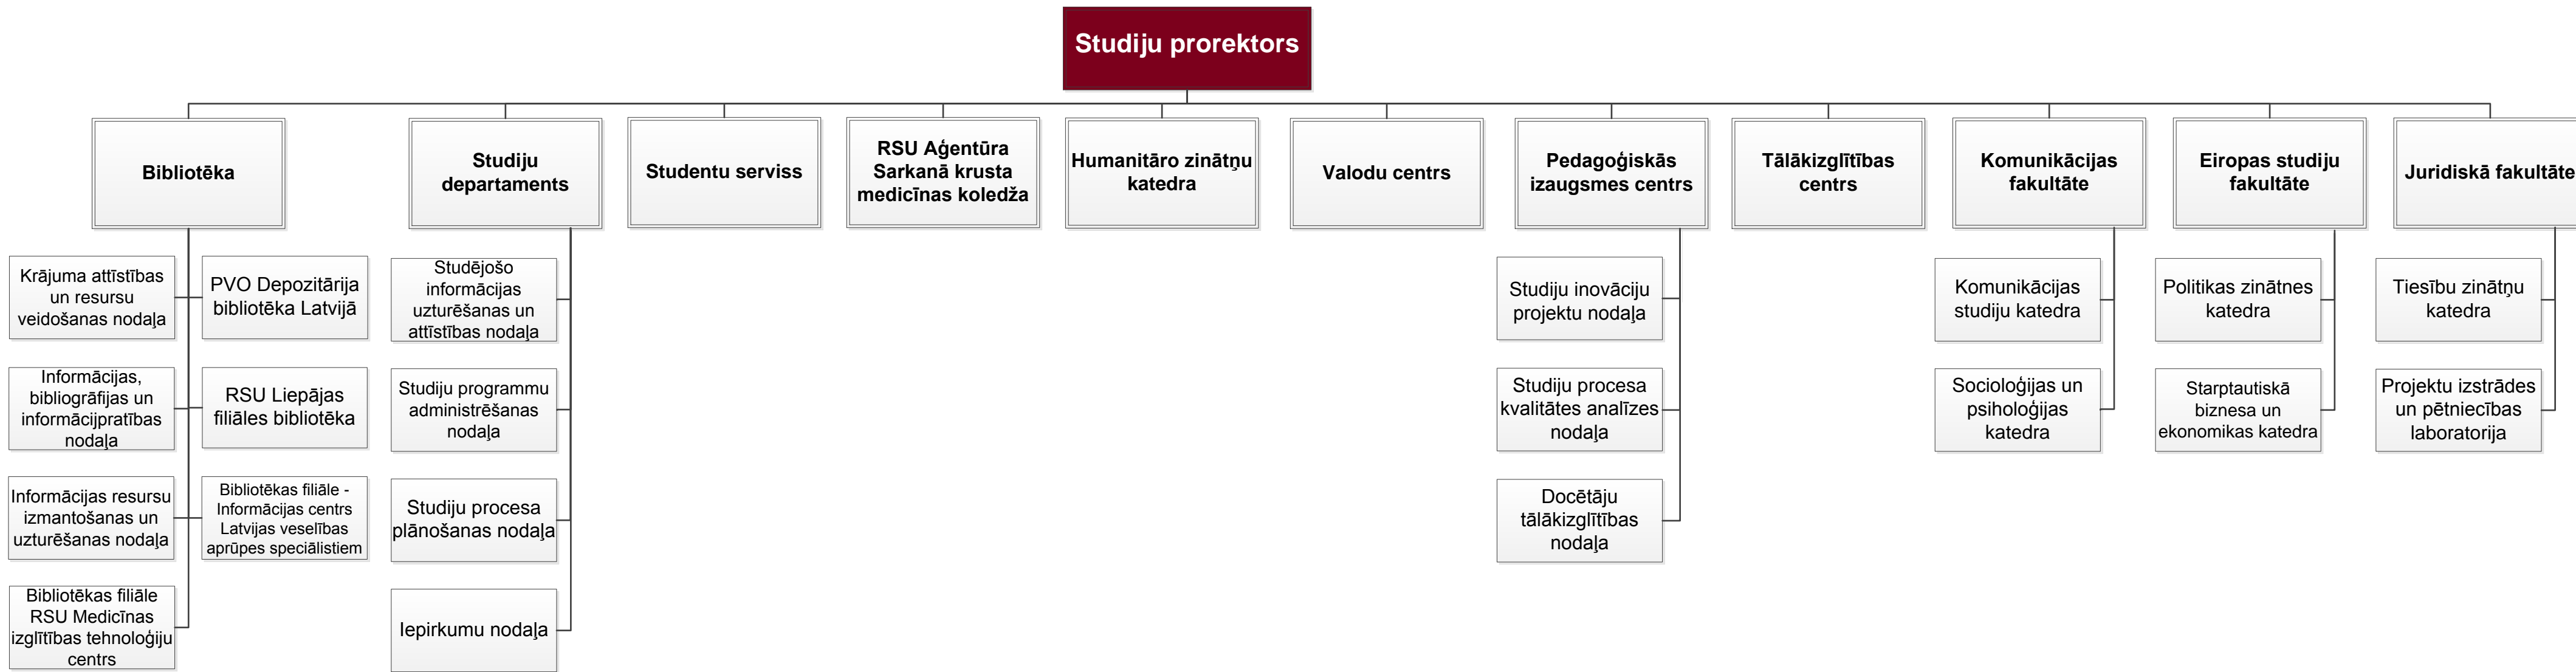 Studiju prorektors
Bibliotēka
Studiju
departaments
Studentu serviss
RSU Aģentūra
Sarkanā krusta
medicīnas koledža
Humanitāro zinātņu
katedra
Valodu centrs
Pedagoģiskās
izaugsmes centrs
Tālākizglītības
centrs
Komunikācijas
fakultāte
Eiropas studiju
fakultāte
Juridiskā fakultāte
Krājuma attīstības
un resursu
veidošanas nodaļa
PVO Depozitārija
bibliotēka Latvijā
Informācijas,
bibliogrāfijas un
informācijpratības
nodaļa
RSU Liepājas
filiāles bibliotēka
Informācijas resursu
izmantošanas un
uzturēšanas nodaļa
Bibliotēkas filiāle -
Informācijas centrs
Latvijas veselības
aprūpes speciālistiem
Bibliotēkas filiāle
RSU Medicīnas
izglītības tehnoloģiju
centrs
Studējošo
informācijas
uzturēšanas un
attīstības nodaļa
Studiju programmu
administrēšanas
nodaļa
Studiju procesa
plānošanas nodaļa
Iepirkumu nodaļa
Studiju inovāciju
projektu nodaļa
Studiju procesa
kvalitātes analīzes
nodaļa
Docētāju
tālākizglītības
nodaļa
Komunikācijas
studiju katedra
Socioloģijas un
psiholoģijas
katedra
Politikas zinātnes
katedra
Starptautiskā
biznesa un
ekonomikas katedra
Tiesību zinātņu
katedra
Projektu izstrādes
un pētniecības
laboratorija